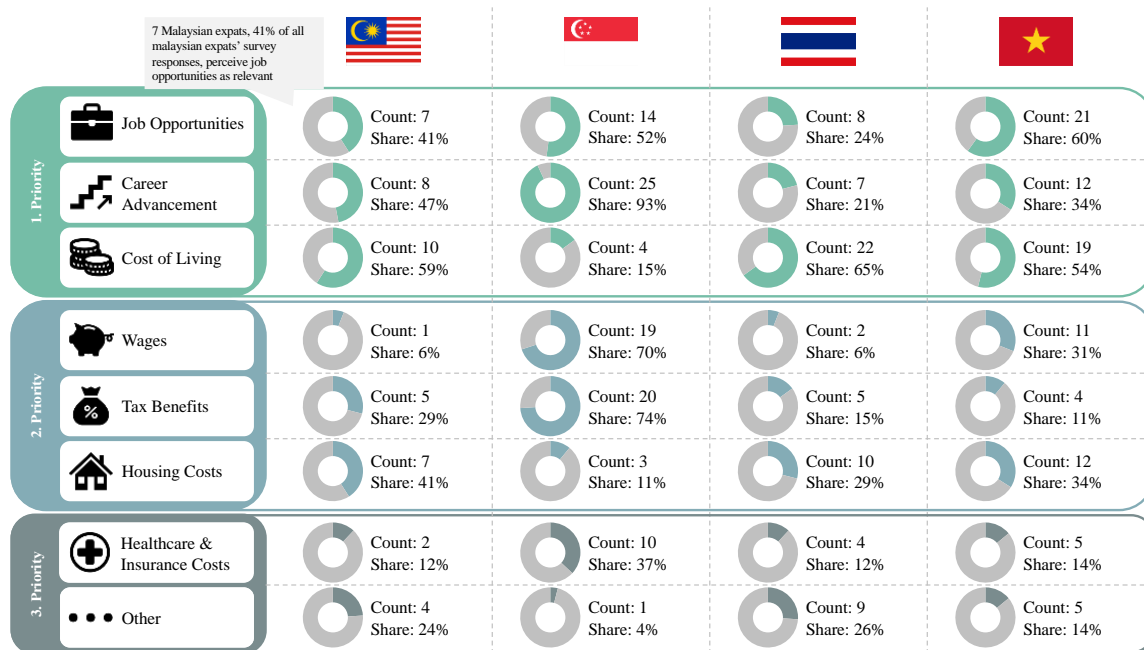 7 Malaysian expats, 41% of all
malaysian expats' survey
responses, perceive job
opportunities as relevant
1. Priority
Job Opportunities
Count: 7
Share: 41%
Count: 14
Share: 52%
Count: 8
Share: 24%
Count: 21
Share: 60%
Career
Advancement
Count: 8
Share: 47%
Count: 25
Share: 93%
Count: 7
Share: 21%
Count: 12
Share: 34%
Cost of Living
Count: 10
Share: 59%
Count: 4
Share: 15%
Count: 22
Share: 65%
Count: 19
Share: 54%
2. Priority
Wages
Count: 1
Share: 6%
Count: 19
Share: 70%
Count: 2
Share: 6%
Count: 11
Share: 31%
%
Tax Benefits
Count: 5
Share: 29%
Count: 20
Share: 74%
Count: 5
Share: 15%
Count: 4
Share: 11%
Housing Costs
Count: 7
Share: 41%
Count: 3
Share: 11%
Count: 10
Share: 29%
Count: 12
Share: 34%
3. Priority
Healthcare &
Insurance Costs
Count: 2
Share: 12%
Count: 10
Share: 37%
Count: 4
Share: 12%
Count: 5
Share: 14%
Other
Count: 4
Share: 24%
Count: 1
Share: 4%
Count: 9
Share: 26%
Count: 5
Share: 14%